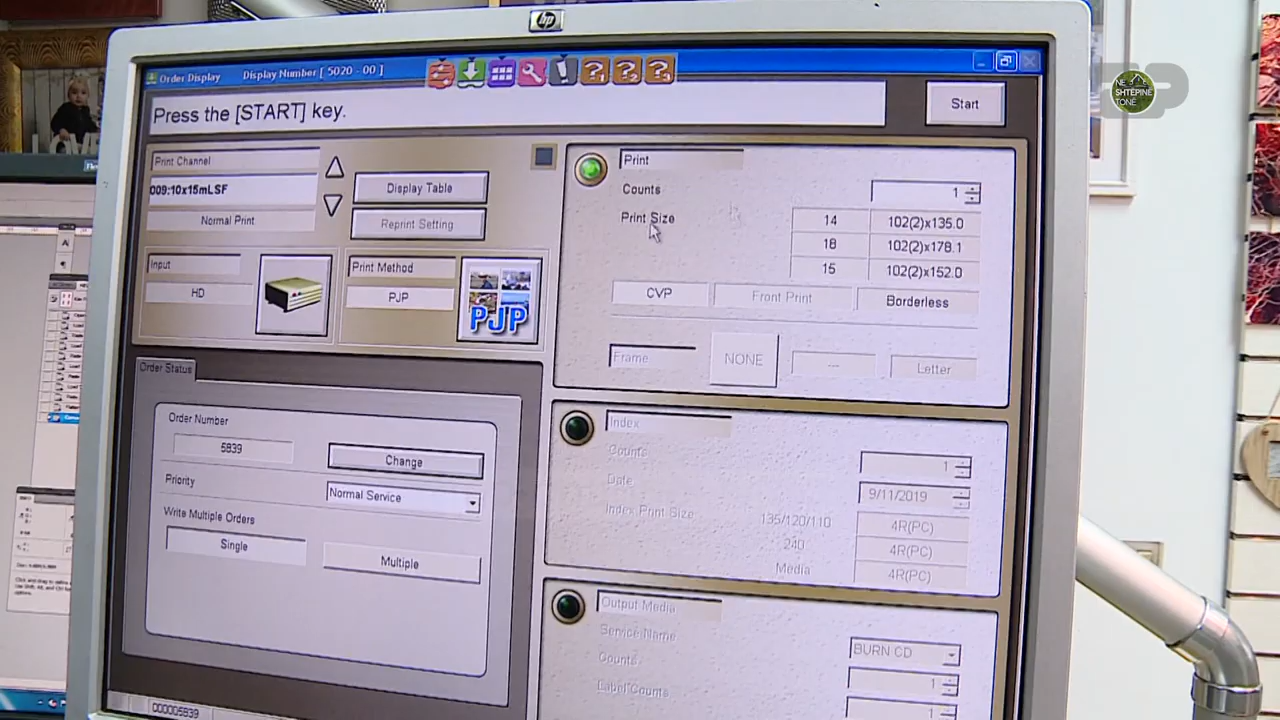 hp
Order Display Display Number [ 5020 - 00 ]
Press the [START] key.
Start
NE
SHTËPINË
TONË
Print Channel
009:10x15mLSF
Normal Print
Display Table
Reprint Setting
Input
HD
Print Method
PJP
PJP
Print
Counts 1
Print Size 14 102(2)x135.0
18 102(2)x178.1
15 102(2)x152.0
CVP Front Print Borderless
Frame NONE --- Letter
Order Status
Order Number
5839 Change
Priority Normal Service
Write Multiple Orders
Single Multiple
000005839
Index
Counts 1
Date 9/11/2019
Index Print Size 135/120/110 4R(PC)
240 4R(PC)
Media 4R(PC)
Output Media
Service Name BURN CD
Counts 1
Label Counts 1